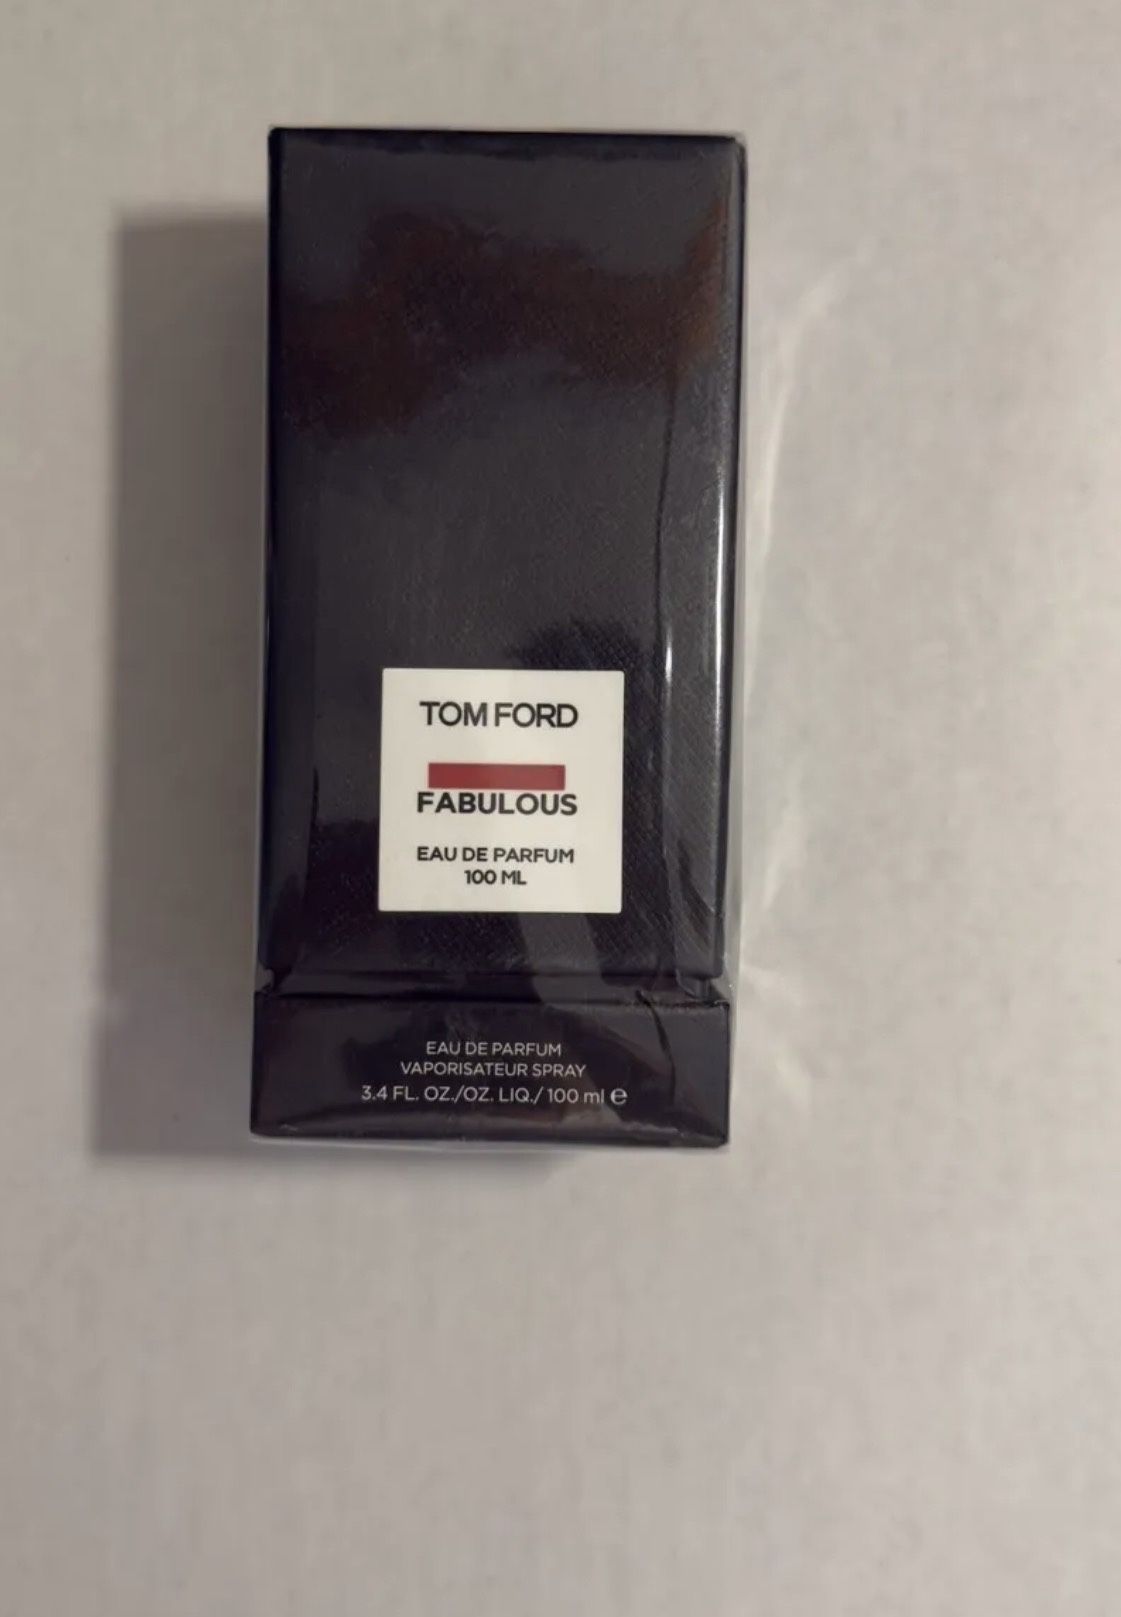 TOM FORD
FABULOUS
EAU DE PARFUM
100 ML
EAU DE PARFUM
VAPORISATEUR SPRAY
3.4 FL. OZ./OZ. LIQ./ 100 ml ℮